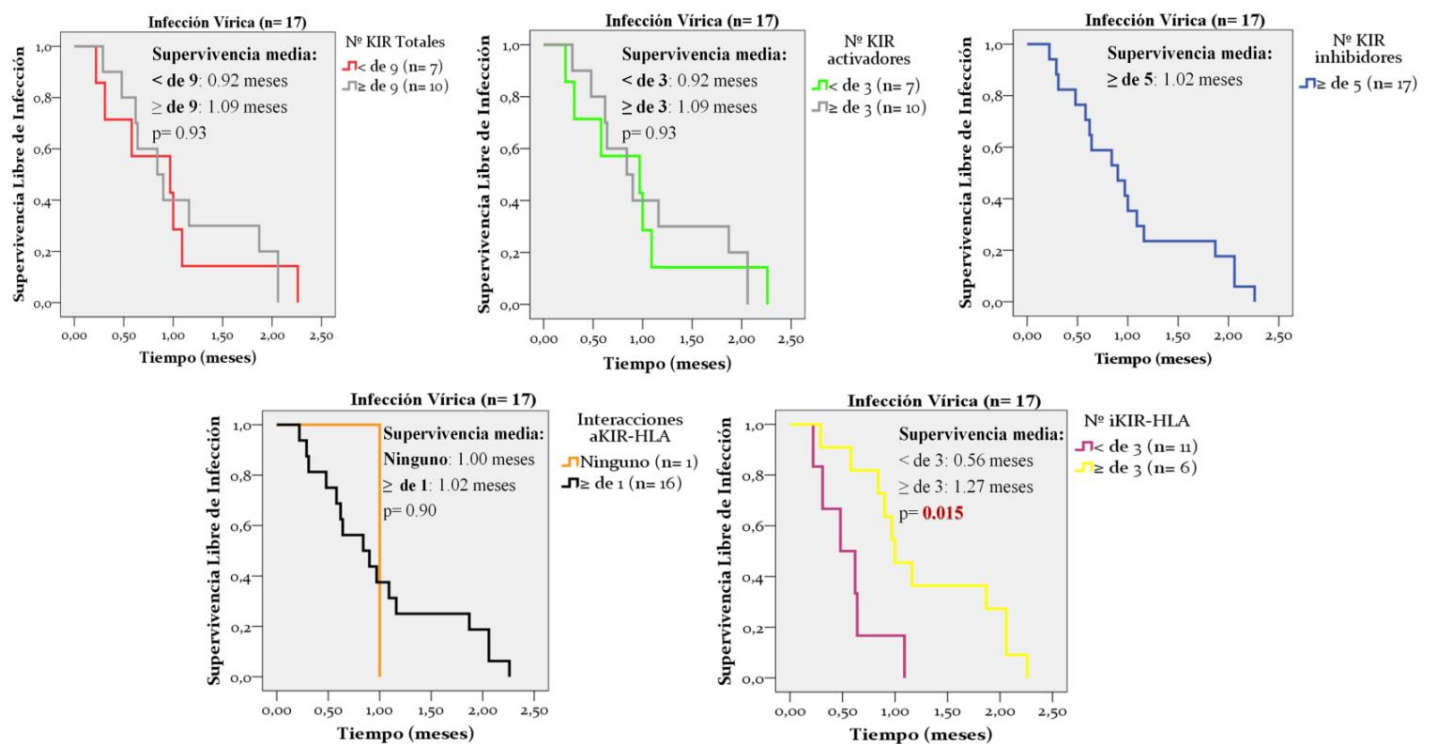 Infección Vírica (n= 17)
Supervivencia media:
< de 9: 0.92 meses
≥ de 9: 1.09 meses
p= 0.93
Nº KIR Totales
< de 9 (n= 7)
≥ de 9 (n= 10)
Supervivencia Libre de Infección
1,0
0,8
0,6
0,4
0,2
0,0
0,00
0,50
1,00
1,50
2,00
2,50
Tiempo (meses)
Infección Vírica (n= 17)
Supervivencia media:
< de 3: 0.92 meses
≥ de 3: 1.09 meses
p= 0.93
Nº KIR
activadores
< de 3 (n= 7)
≥ de 3 (n= 10)
Supervivencia Libre de Infección
1,0
0,8
0,6
0,4
0,2
0,0
0,00
0,50
1,00
1,50
2,00
2,50
Tiempo (meses)
Infección Vírica (n= 17)
Supervivencia media:
≥ de 5: 1.02 meses
Nº KIR
inhibidores
≥ de 5 (n= 17)
Supervivencia Libre de Infección
1,0
0,8
0,6
0,4
0,2
0,0
0,00
0,50
1,00
1,50
2,00
2,50
Tiempo (meses)
Infección Vírica (n= 17)
Supervivencia media:
Ninguno: 1.00 meses
≥ de 1: 1.02 meses
p= 0.90
Interacciones
aKIR-HLA
Ninguno (n= 1)
≥ de 1 (n= 16)
Supervivencia Libre de Infección
1,0
0,8
0,6
0,4
0,2
0,0
0,00
0,50
1,00
1,50
2,00
2,50
Tiempo (meses)
Infección Vírica (n= 17)
Supervivencia media:
< de 3: 0.56 meses
≥ de 3: 1.27 meses
p= 0.015
Nº iKIR-HLA
< de 3 (n= 11)
≥ de 3 (n= 6)
Supervivencia Libre de Infección
1,0
0,8
0,6
0,4
0,2
0,0
0,00
0,50
1,00
1,50
2,00
2,50
Tiempo (meses)